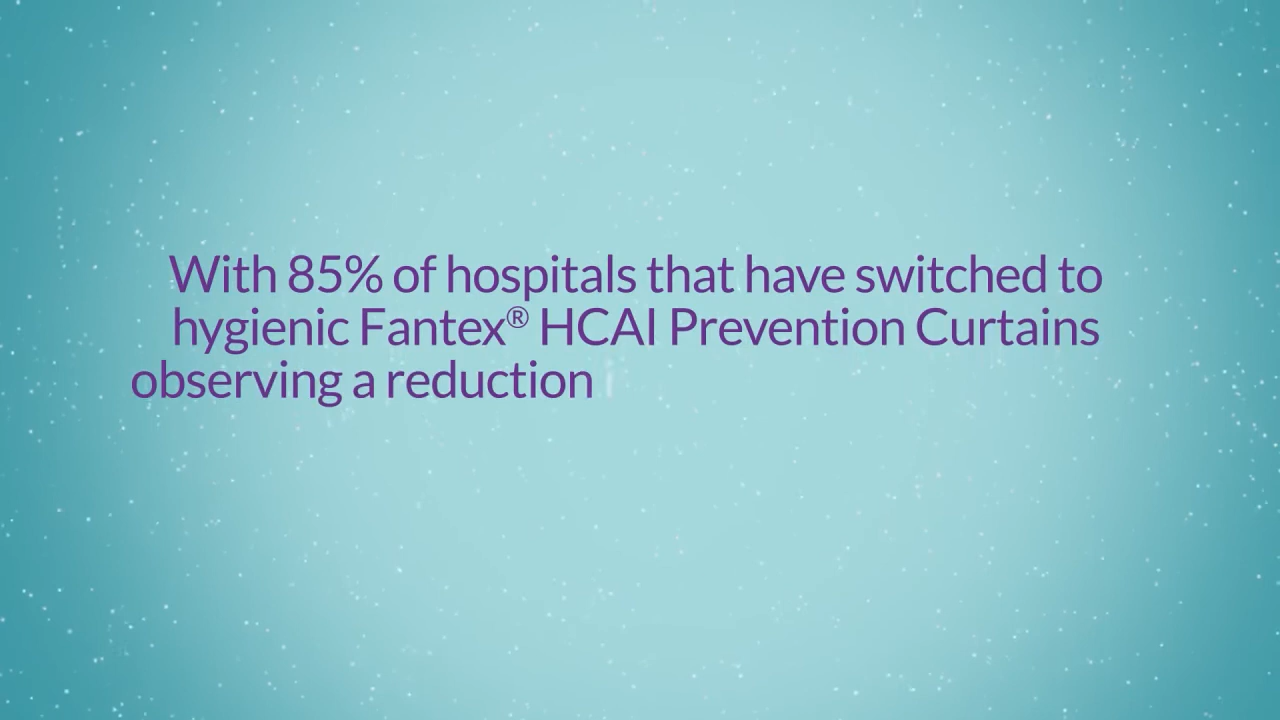 With 85% of hospitals that have switched to
hygienic Fantex® HCAI Prevention Curtains
observing a reduction